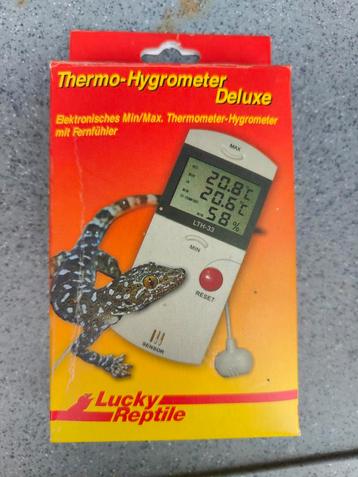 Thermo-Hygrometer
Deluxe
Elektronisches Min/Max. Thermometer-Hygrometer
mit Fernfühler
MAX
20.8°C
20.6°C
58%
LTH-33
MIN
RESET
SENSOR
Lucky
Reptile